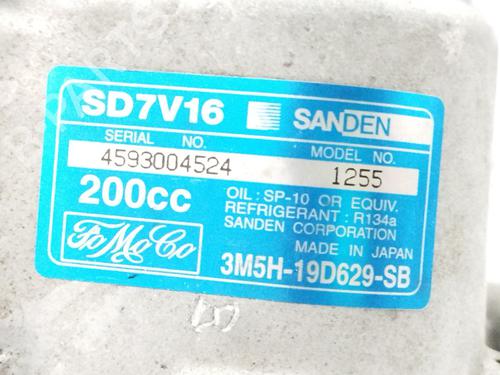 SD7V16 SANDEN
SERIAL NO. MODEL NO.
4593004524 1255
200cc OIL : SP-10 OR EQUIV.
REFRIGERANT : R134a
SANDEN CORPORATION
MADE IN JAPAN
FoMoCo 3M5H-19D629-SB